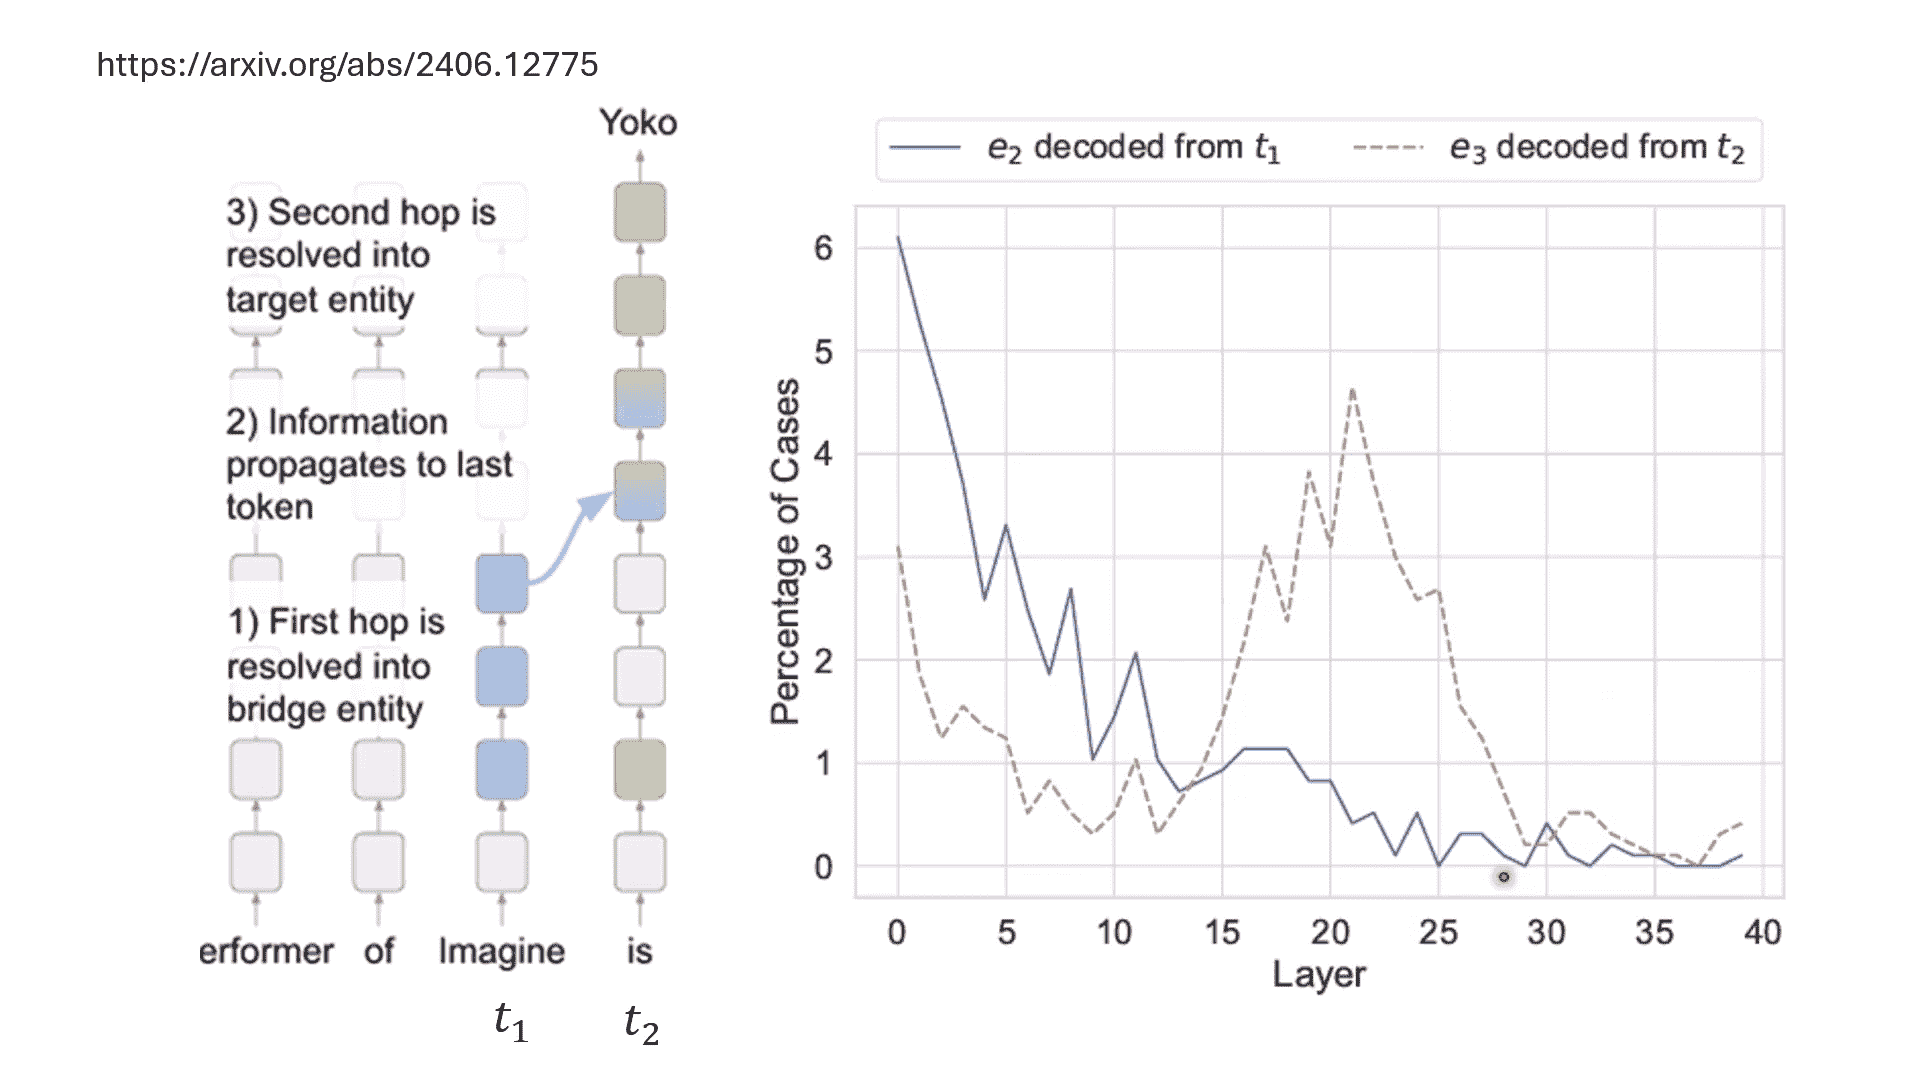 https://arxiv.org/abs/2406.12775
Yoko
3) Second hop is
resolved into
target entity
2) Information
propagates to last
token
1) First hop is
resolved into
bridge entity
erformer of Imagine is
t₁ t₂
e₂ decoded from t₁ e₃ decoded from t₂
Percentage of Cases
6
5
4
3
2
1
0
0 5 10 15 20 25 30 35 40
Layer